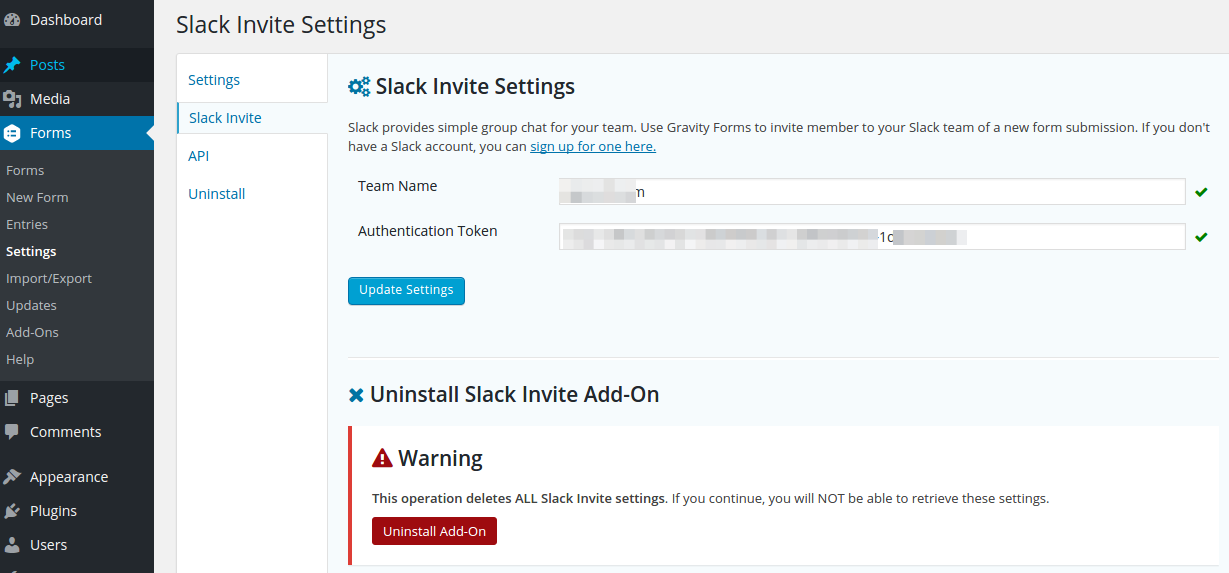 Dashboard
Posts
Media
Forms
Forms
New Form
Entries
Settings
Import/Export
Updates
Add-Ons
Help
Pages
Comments
Appearance
Plugins
Users
Slack Invite Settings
Settings
Slack Invite
API
Uninstall
Slack Invite Settings
Slack provides simple group chat for your team. Use Gravity Forms to invite member to your Slack team of a new form submission. If you don't
have a Slack account, you can sign up for one here.
Team Name
Authentication Token
Update Settings
Uninstall Slack Invite Add-On
Warning
This operation deletes ALL Slack Invite settings. If you continue, you will NOT be able to retrieve these settings.
Uninstall Add-On